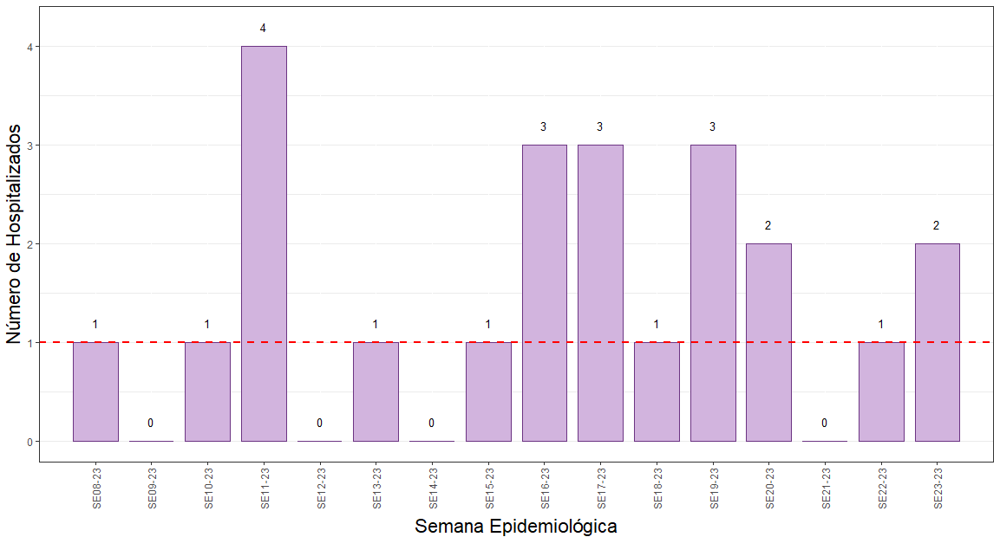 Número de Hospitalizados
4
3
2
1
0
1
0
1
4
0
1
0
1
3
3
1
3
2
0
1
2
SE08-23
SE09-23
SE10-23
SE11-23
SE12-23
SE13-23
SE14-23
SE15-23
SE16-23
SE17-23
SE18-23
SE19-23
SE20-23
SE21-23
SE22-23
SE23-23
Semana Epidemiológica